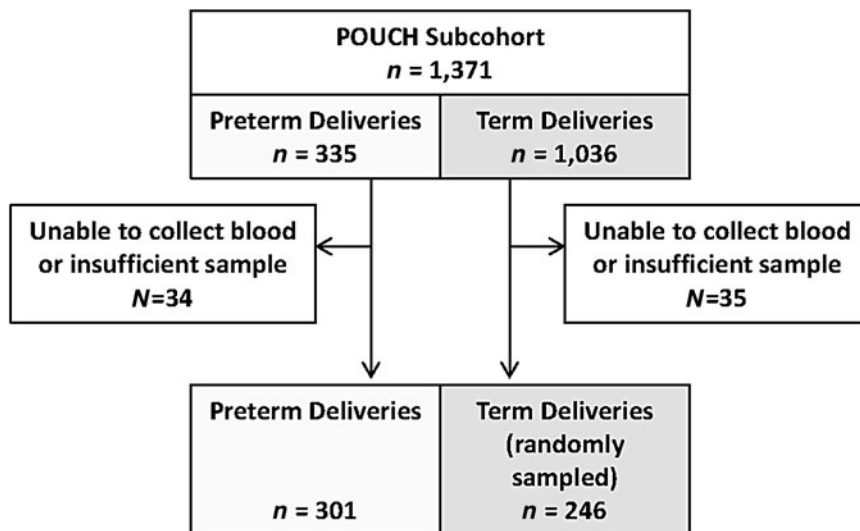 POUCH Subcohort
n = 1,371
Preterm Deliveries
n = 335
Term Deliveries
n = 1,036
Unable to collect blood
or insufficient sample
N=34
Unable to collect blood
or insufficient sample
N=35
Preterm Deliveries
n = 301
Term Deliveries
(randomly
sampled)
n = 246